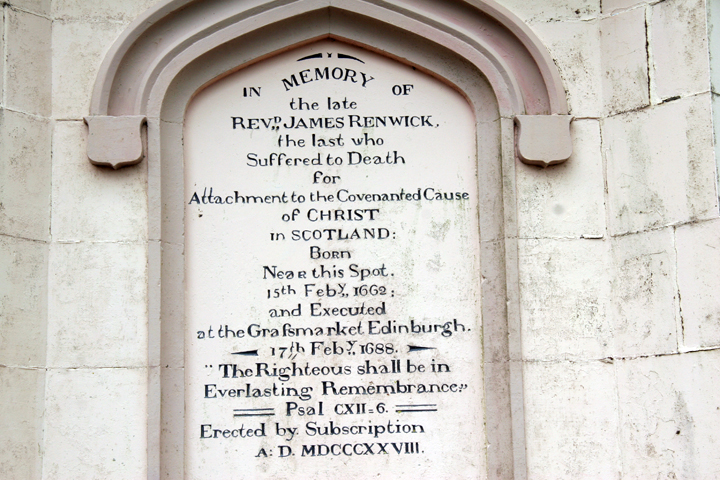 IN MEMORY OF
the late
REVD. JAMES RENWICK,
the last who
Suffered to Death
for
Attachment to the Covenanted Cause
of CHRIST
in SCOTLAND:
BORN
Near this Spot.
15th Feby., 1662;
and Executed
at the Graſsmarket Edinburgh.
17th Feby. 1688.
"The Righteous shall be in
Everlasting Remembrance"
Psal CXII=6.
Erected by Subscription
A: D. MDCCCXXVIII.